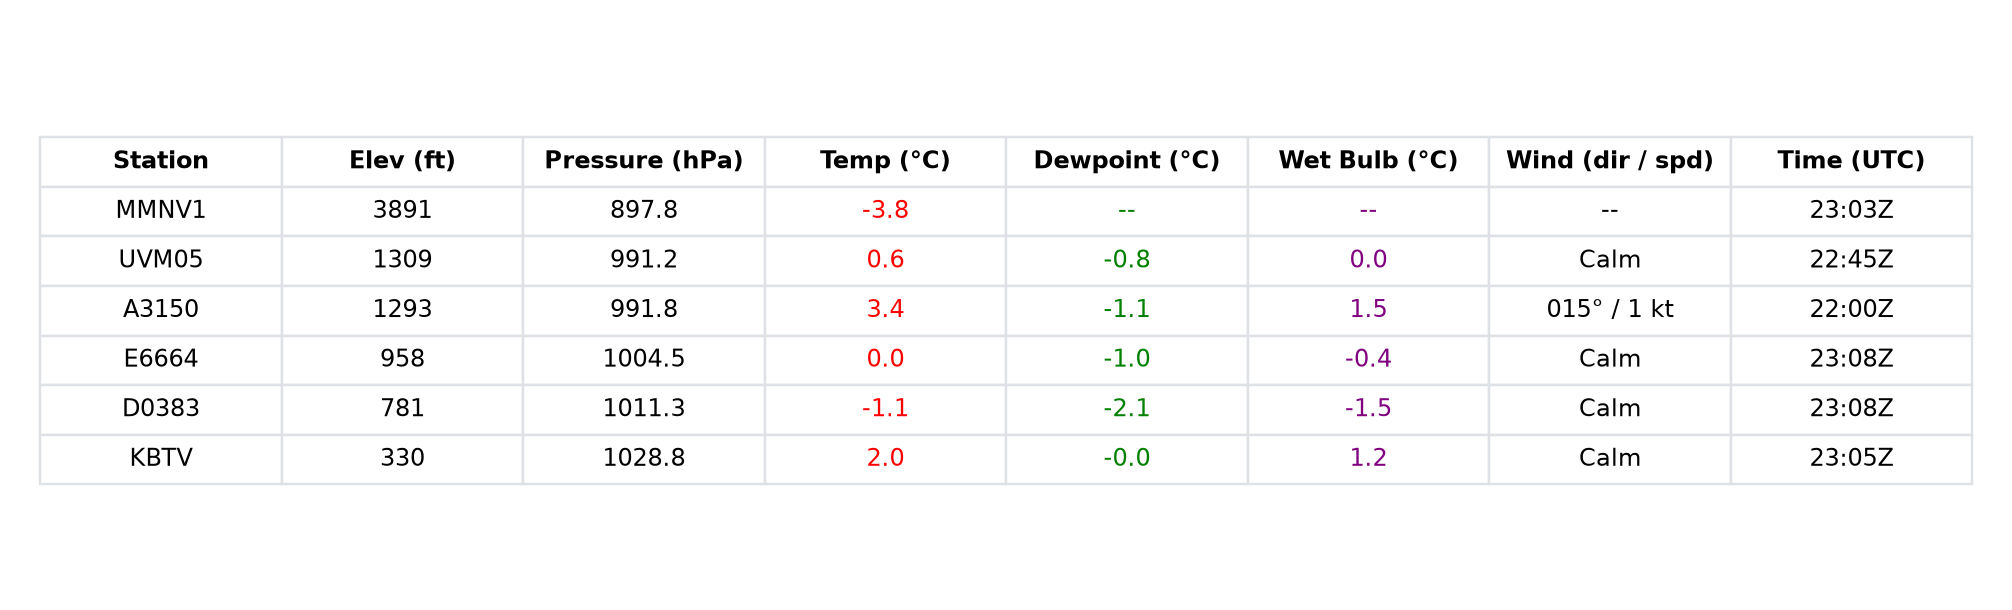 Station Elev (ft) Pressure (hPa) Temp (°C) Dewpoint (°C) Wet Bulb (°C) Wind (dir / spd) Time (UTC)
MMNV1 3891 897.8 -3.8 -- -- -- 23:03Z
UVM05 1309 991.2 0.6 -0.8 0.0 Calm 22:45Z
A3150 1293 991.8 3.4 -1.1 1.5 015° / 1 kt 22:00Z
E6664 958 1004.5 0.0 -1.0 -0.4 Calm 23:08Z
D0383 781 1011.3 -1.1 -2.1 -1.5 Calm 23:08Z
KBTV 330 1028.8 2.0 -0.0 1.2 Calm 23:05Z